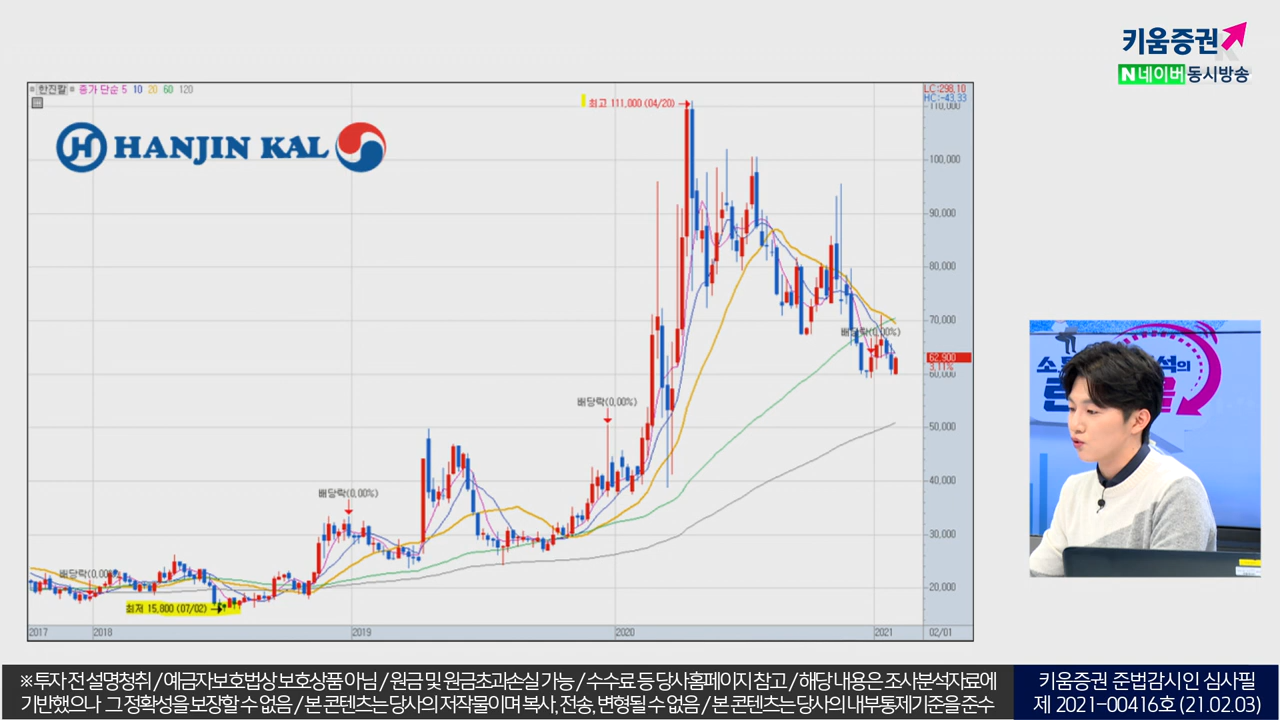 키움증권
N 네이버 동시방송
한진칼 종가 단순 5 10 20 60 120
LC:298.10
HC:-43.33
최고 111,000 (04/20)
110,000
HANJIN KAL
100,000
90,000
80,000
70,000
배당락(0,00%)
62,900
3.11%
60,000
배당락(0,00%)
50,000
40,000
배당락(0,00%)
30,000
배당락(0,00%)
20,000
최저 15,800 (07/02)
2017 2018 2019 2020 2021 02/01
※투자 전 설명청취 / 예금자보호법상 보호상품 아님 / 원금 및 원금초과손실 가능 / 수수료 등 당사홈페이지 참고 / 해당 내용은 조사분석자료에
기반했으나 그 정확성을 보장할 수 없음 / 본 콘텐츠는 당사의 저작물이며 복사, 전송, 변형될 수 없음 / 본 콘텐츠는 당사의 내부통제기준을 준수
키움증권 준법감시인 심사필
제 2021-00416호 (21.02.03)